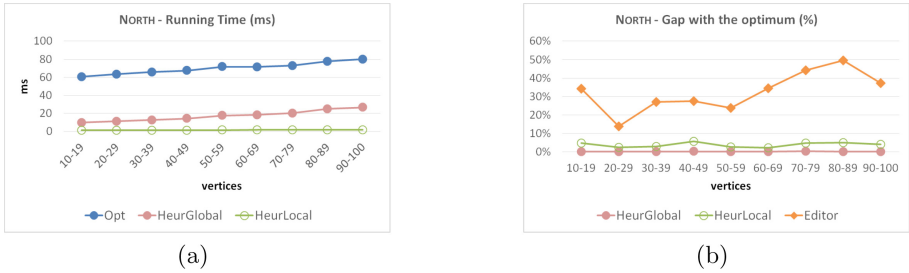 NORTH - Running Time (ms)
100
80
60
40
20
0
ms
10-19
20-29
30-39
40-49
50-59
60-69
70-79
80-89
90-100
vertices
Opt
HeurGlobal
HeurLocal
(a)
NORTH - Gap with the optimum (%)
60%
50%
40%
30%
20%
10%
0%
10-19
20-29
30-39
40-49
50-59
60-69
70-79
80-89
90-100
vertices
HeurGlobal
HeurLocal
Editor
(b)